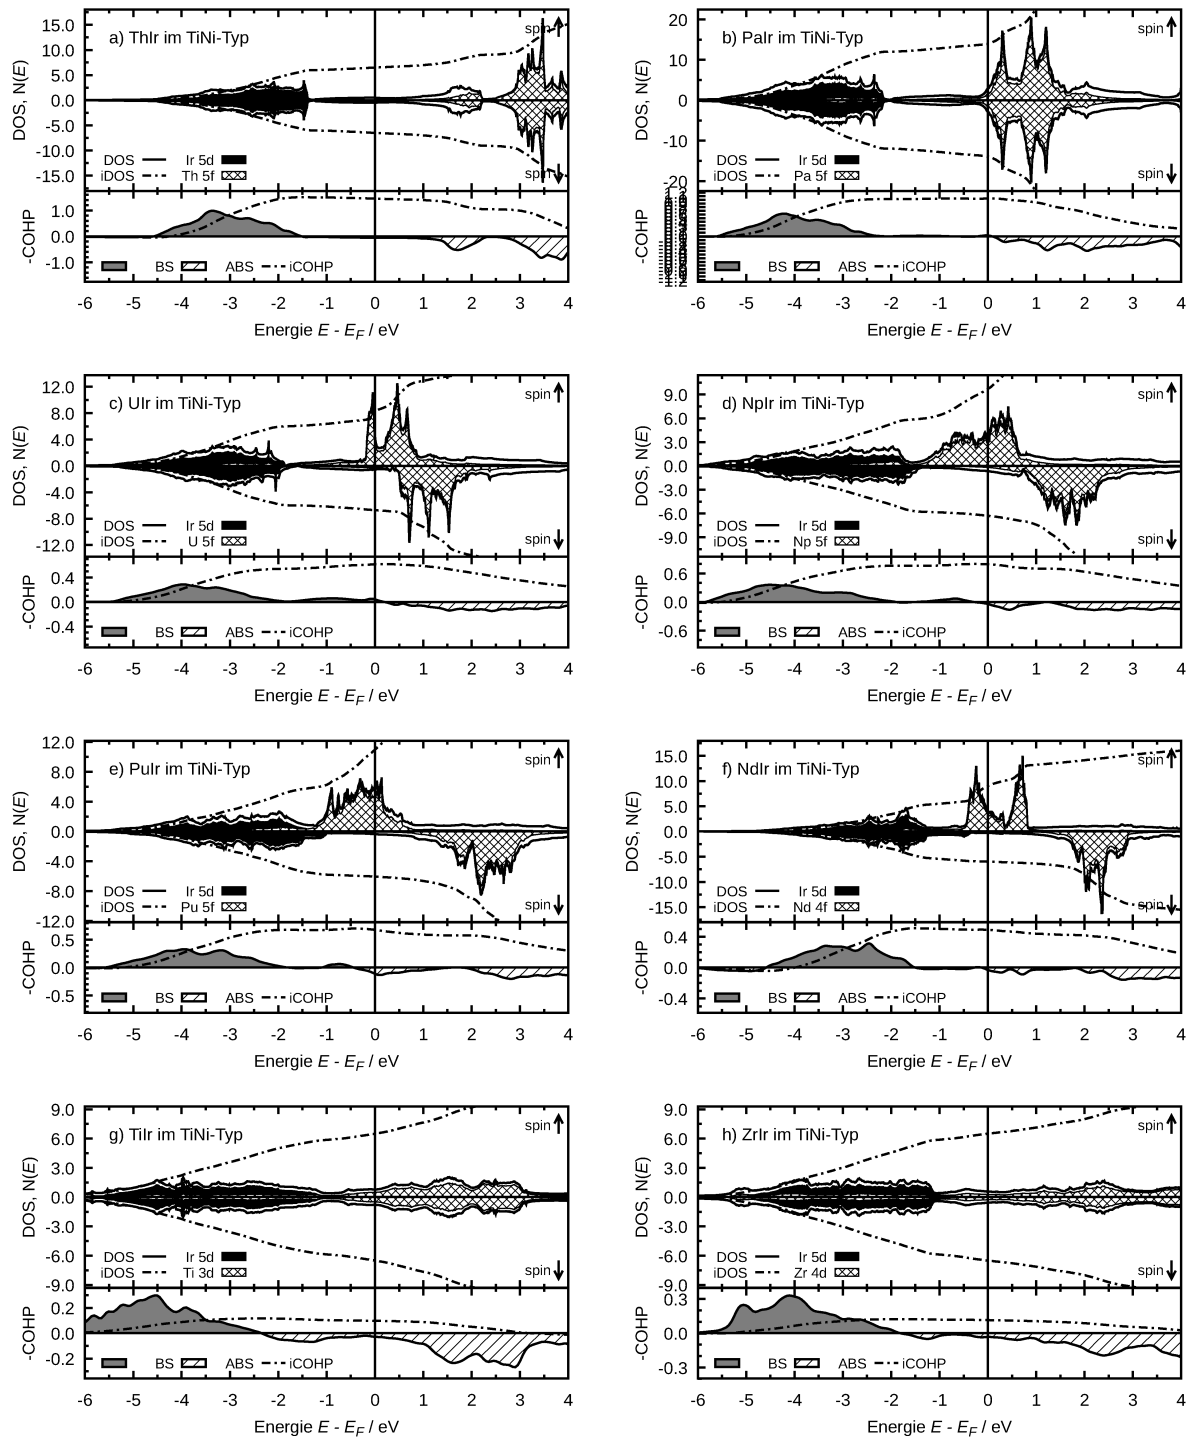 a) ThIr im TiNi-Typ
spin
DOS, N(E)
15.0
10.0
5.0
0.0
-5.0
-10.0
-15.0
DOS Ir 5d
iDOS Th 5f
spin
-COHP
1.0
0.0
-1.0
BS ABS iCOHP
-6 -5 -4 -3 -2 -1 0 1 2 3 4
Energie E - EF / eV
b) PaIr im TiNi-Typ
spin
DOS, N(E)
20
10
0
-10
-20
DOS Ir 5d
iDOS Pa 5f
spin
-COHP
BS ABS iCOHP
-6 -5 -4 -3 -2 -1 0 1 2 3 4
Energie E - EF / eV
c) UIr im TiNi-Typ
spin
DOS, N(E)
12.0
8.0
4.0
0.0
-4.0
-8.0
-12.0
DOS Ir 5d
iDOS U 5f
spin
-COHP
0.4
0.0
-0.4
BS ABS iCOHP
-6 -5 -4 -3 -2 -1 0 1 2 3 4
Energie E - EF / eV
d) NpIr im TiNi-Typ
spin
DOS, N(E)
9.0
6.0
3.0
0.0
-3.0
-6.0
-9.0
DOS Ir 5d
iDOS Np 5f
spin
-COHP
0.6
0.0
-0.6
BS ABS iCOHP
-6 -5 -4 -3 -2 -1 0 1 2 3 4
Energie E - EF / eV
e) PuIr im TiNi-Typ
spin
DOS, N(E)
12.0
8.0
4.0
0.0
-4.0
-8.0
-12.0
DOS Ir 5d
iDOS Pu 5f
spin
-COHP
0.5
0.0
-0.5
BS ABS iCOHP
-6 -5 -4 -3 -2 -1 0 1 2 3 4
Energie E - EF / eV
f) NdIr im TiNi-Typ
spin
DOS, N(E)
15.0
10.0
5.0
0.0
-5.0
-10.0
-15.0
DOS Ir 5d
iDOS Nd 4f
spin
-COHP
0.4
0.0
-0.4
BS ABS iCOHP
-6 -5 -4 -3 -2 -1 0 1 2 3 4
Energie E - EF / eV
g) TiIr im TiNi-Typ
spin
DOS, N(E)
9.0
6.0
3.0
0.0
-3.0
-6.0
-9.0
DOS Ir 5d
iDOS Ti 3d
spin
-COHP
0.2
0.0
-0.2
BS ABS iCOHP
-6 -5 -4 -3 -2 -1 0 1 2 3 4
Energie E - EF / eV
h) ZrIr im TiNi-Typ
spin
DOS, N(E)
9.0
6.0
3.0
0.0
-3.0
-6.0
-9.0
DOS Ir 5d
iDOS Zr 4d
spin
-COHP
0.3
0.0
-0.3
BS ABS iCOHP
-6 -5 -4 -3 -2 -1 0 1 2 3 4
Energie E - EF / eV